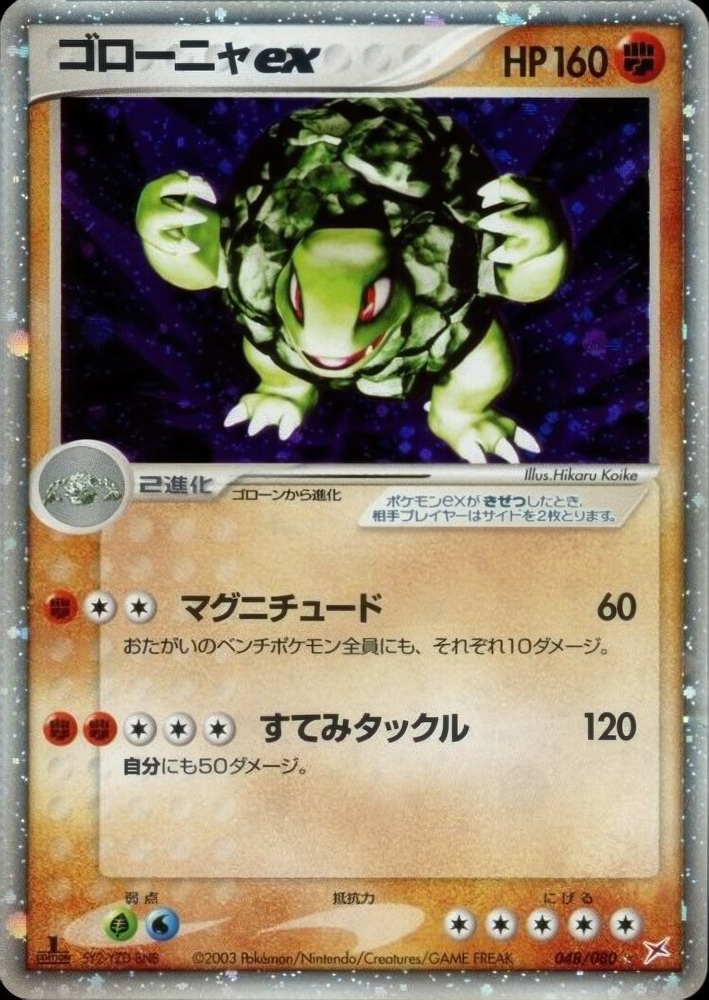 ゴローニャex
HP160
Illus.Hikaru Koike
2進化
ゴローンから進化
ポケモンexが きぜつしたとき、
相手プレイヤーはサイドを2枚とります。
マグニチュード 60
おたがいのベンチポケモン全員にも、それぞれ10ダメージ。
すてみタックル 120
自分にも50ダメージ。
弱点 抵抗力 にげる
1
EDITION
©2003 Pokémon/Nintendo/Creatures/GAME FREAK
048/080